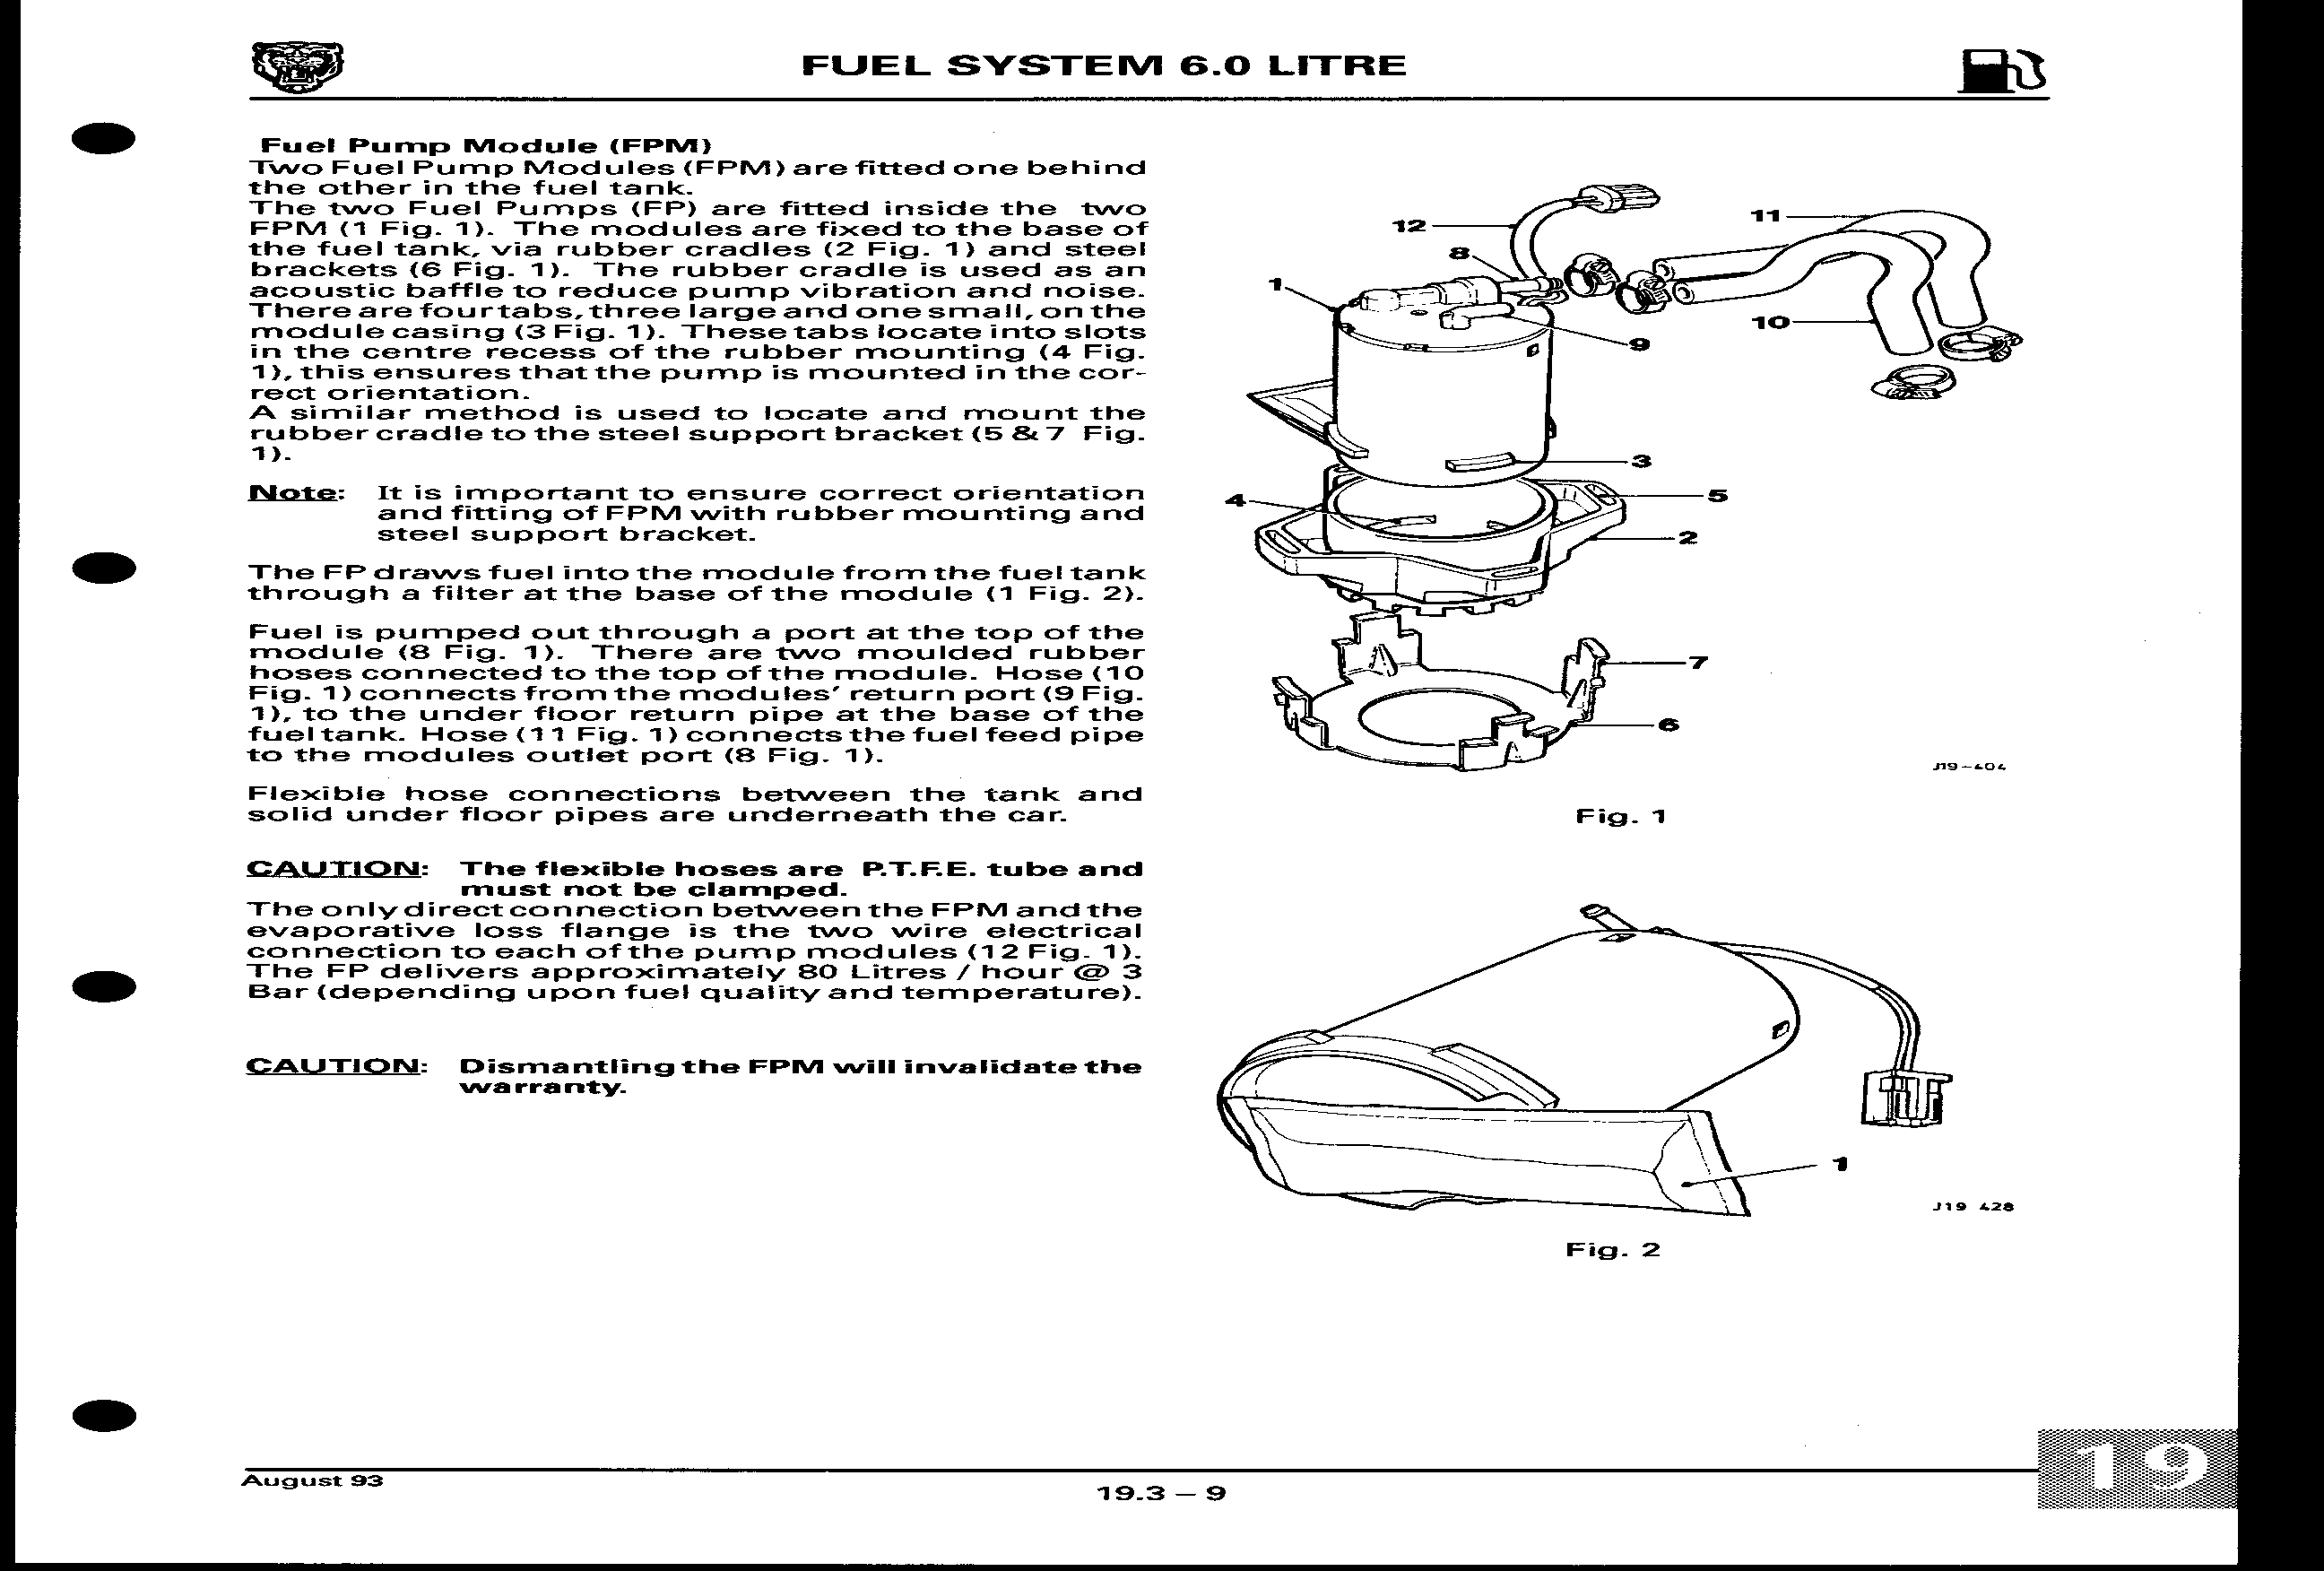 FUEL SYSTEM 6.0 LITRE
Fuel Pump Module (FPM)
Two Fuel Pump Modules (FPM) are fitted one behind
the other in the fuel tank.
The two Fuel Pumps (FP) are fitted inside the two
FPM (1 Fig. 1). The modules are fixed to the base of
the fuel tank, via rubber cradles (2 Fig. 1) and steel
brackets (6 Fig. 1). The rubber cradle is used as an
acoustic baffle to reduce pump vibration and noise.
There are four tabs, three large and one small, on the
module casing (3 Fig. 1). These tabs locate into slots
in the centre recess of the rubber mounting (4 Fig.
1), this ensures that the pump is mounted in the cor-
rect orientation.
A similar method is used to locate and mount the
rubber cradle to the steel support bracket (5 & 7 Fig.
1).
Note: It is important to ensure correct orientation
and fitting of FPM with rubber mounting and
steel support bracket.
The FP draws fuel into the module from the fuel tank
through a filter at the base of the module (1 Fig. 2).
Fuel is pumped out through a port at the top of the
module (8 Fig. 1). There are two moulded rubber
hoses connected to the top of the module. Hose (10
Fig. 1) connects from the modules' return port (9 Fig.
1), to the under floor return pipe at the base of the
fuel tank. Hose (11 Fig. 1) connects the fuel feed pipe
to the modules outlet port (8 Fig. 1).
Flexible hose connections between the tank and
solid under floor pipes are underneath the car.
CAUTION: The flexible hoses are P.T.F.E. tube and
must not be clamped.
The only direct connection between the FPM and the
evaporative loss flange is the two wire electrical
connection to each of the pump modules (12 Fig. 1).
The FP delivers approximately 80 Litres / hour @ 3
Bar (depending upon fuel quality and temperature).
CAUTION: Dismantling the FPM will invalidate the
warranty.
12
11
8
1
10
9
3
4
5
2
7
6
J19-404
Fig. 1
1
J19 428
Fig. 2
August 93
19.3 – 9
19